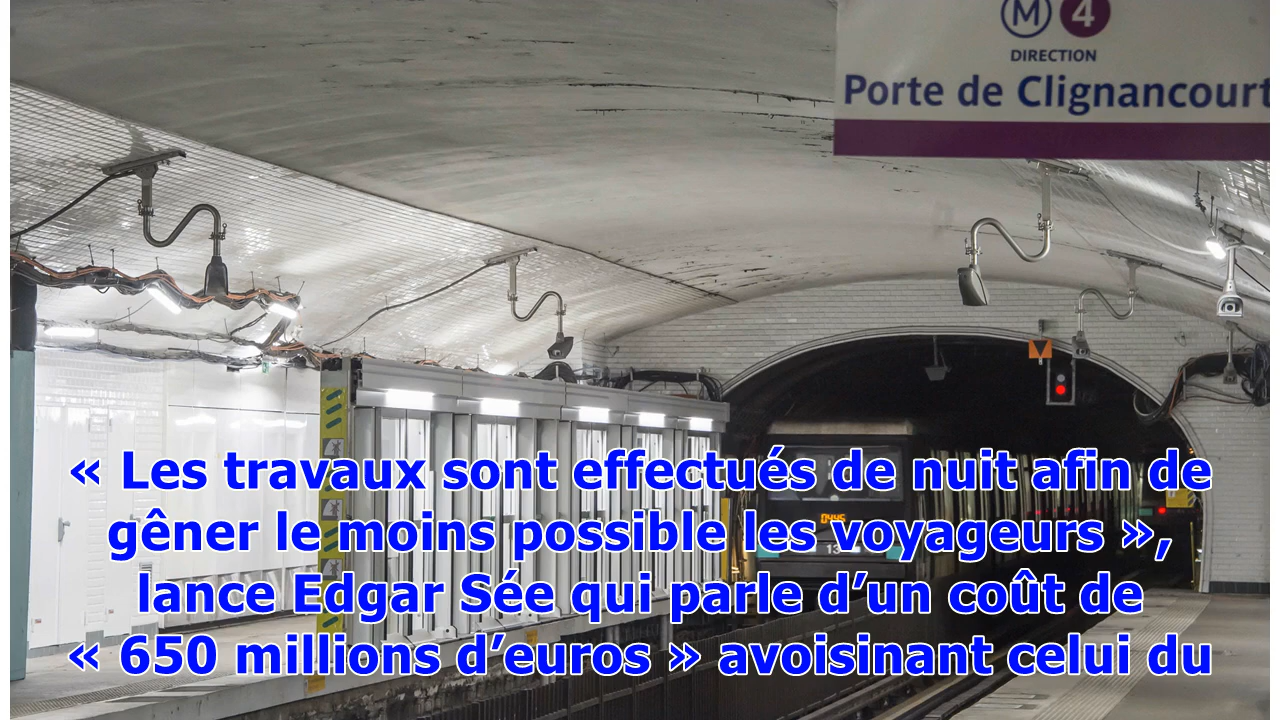 M 4
DIRECTION
Porte de Clignancourt
« Les travaux sont effectués de nuit afin de
gêner le moins possible les voyageurs »,
lance Edgar Sée qui parle d’un coût de
« 650 millions d’euros » avoisinant celui du